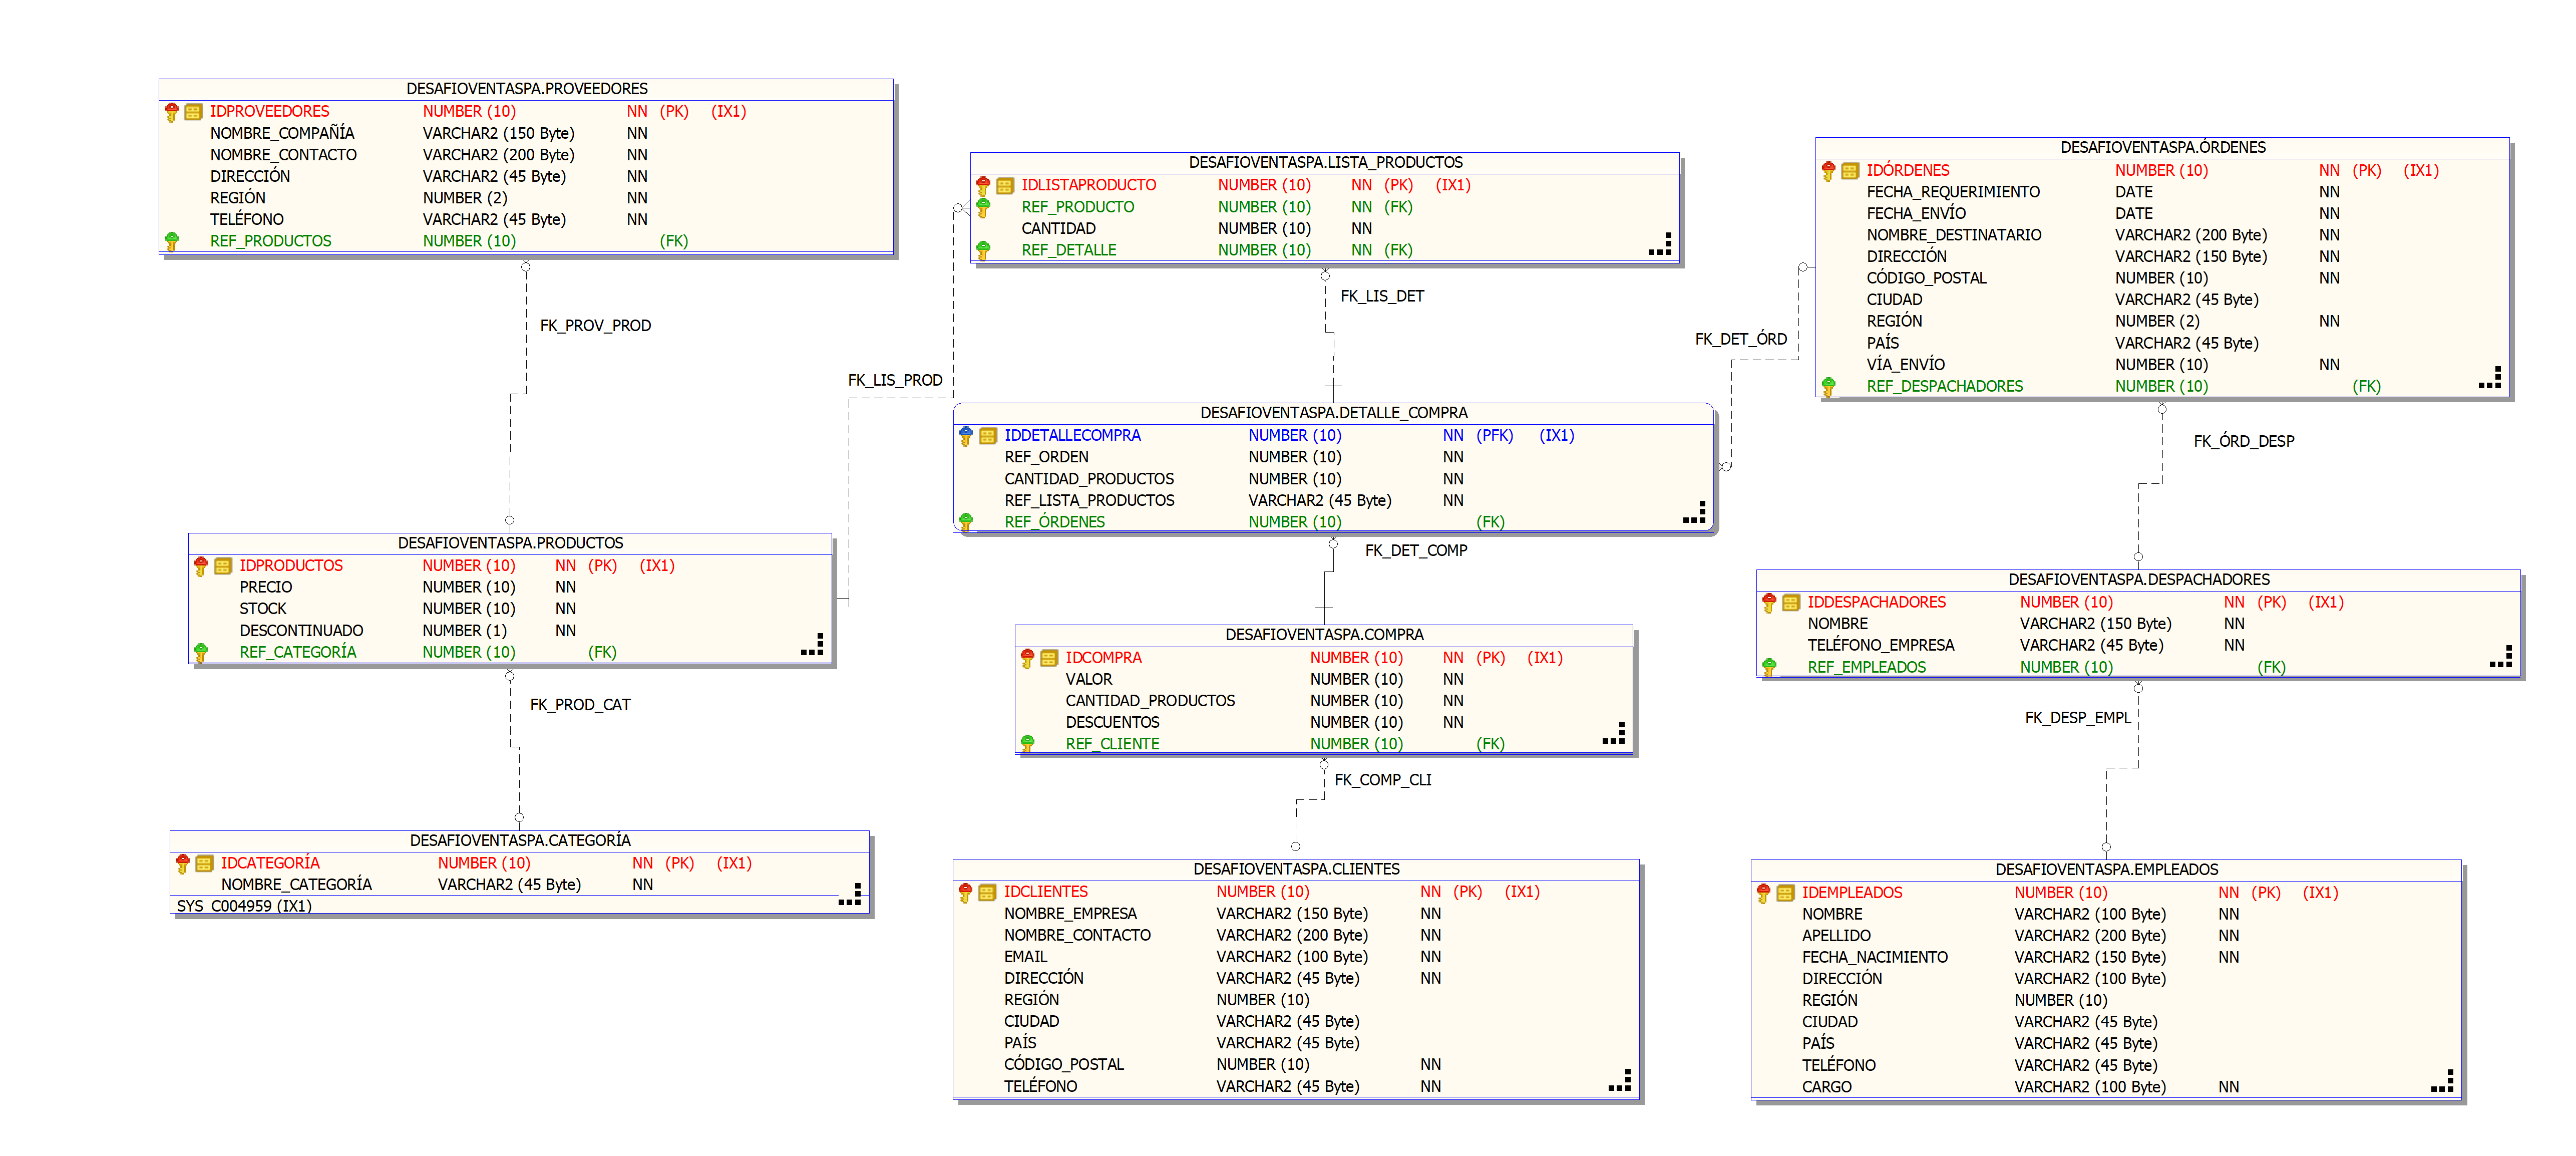 DESAFIOVENTASPA.PROVEEDORES
IDPROVEEDORES NUMBER (10) NN (PK) (IX1)
NOMBRE_COMPAÑÍA VARCHAR2 (150 Byte) NN
NOMBRE_CONTACTO VARCHAR2 (200 Byte) NN
DIRECCIÓN VARCHAR2 (45 Byte) NN
REGIÓN NUMBER (2) NN
TELÉFONO VARCHAR2 (45 Byte) NN
REF_PRODUCTOS NUMBER (10) (FK)
FK_PROV_PROD
DESAFIOVENTASPA.PRODUCTOS
IDPRODUCTOS NUMBER (10) NN (PK) (IX1)
PRECIO NUMBER (10) NN
STOCK NUMBER (10) NN
DESCONTINUADO NUMBER (1) NN
REF_CATEGORÍA NUMBER (10) (FK)
FK_PROD_CAT
DESAFIOVENTASPA.CATEGORÍA
IDCATEGORÍA NUMBER (10) NN (PK) (IX1)
NOMBRE_CATEGORÍA VARCHAR2 (45 Byte) NN
SYS_C004959 (IX1)
FK_LIS_PROD
DESAFIOVENTASPA.LISTA_PRODUCTOS
IDLISTAPRODUCTO NUMBER (10) NN (PK) (IX1)
REF_PRODUCTO NUMBER (10) NN (FK)
CANTIDAD NUMBER (10) NN
REF_DETALLE NUMBER (10) NN (FK)
FK_LIS_DET
DESAFIOVENTASPA.DETALLE_COMPRA
IDDETALLECOMPRA NUMBER (10) NN (PFK) (IX1)
REF_ORDEN NUMBER (10) NN
CANTIDAD_PRODUCTOS NUMBER (10) NN
REF_LISTA_PRODUCTOS VARCHAR2 (45 Byte) NN
REF_ÓRDENES NUMBER (10) (FK)
FK_DET_COMP
DESAFIOVENTASPA.COMPRA
IDCOMPRA NUMBER (10) NN (PK) (IX1)
VALOR NUMBER (10) NN
CANTIDAD_PRODUCTOS NUMBER (10) NN
DESCUENTOS NUMBER (10) NN
REF_CLIENTE NUMBER (10) (FK)
FK_COMP_CLI
DESAFIOVENTASPA.CLIENTES
IDCLIENTES NUMBER (10) NN (PK) (IX1)
NOMBRE_EMPRESA VARCHAR2 (150 Byte) NN
NOMBRE_CONTACTO VARCHAR2 (200 Byte) NN
EMAIL VARCHAR2 (100 Byte) NN
DIRECCIÓN VARCHAR2 (45 Byte) NN
REGIÓN NUMBER (10)
CIUDAD VARCHAR2 (45 Byte)
PAÍS VARCHAR2 (45 Byte)
CÓDIGO_POSTAL NUMBER (10) NN
TELÉFONO VARCHAR2 (45 Byte) NN
FK_DET_ÓRD
DESAFIOVENTASPA.ÓRDENES
IDÓRDENES NUMBER (10) NN (PK) (IX1)
FECHA_REQUERIMIENTO DATE NN
FECHA_ENVÍO DATE NN
NOMBRE_DESTINATARIO VARCHAR2 (200 Byte) NN
DIRECCIÓN VARCHAR2 (150 Byte) NN
CÓDIGO_POSTAL NUMBER (10) NN
CIUDAD VARCHAR2 (45 Byte)
REGIÓN NUMBER (2) NN
PAÍS VARCHAR2 (45 Byte)
VÍA_ENVÍO NUMBER (10) NN
REF_DESPACHADORES NUMBER (10) (FK)
FK_ÓRD_DESP
DESAFIOVENTASPA.DESPACHADORES
IDDESPACHADORES NUMBER (10) NN (PK) (IX1)
NOMBRE VARCHAR2 (150 Byte) NN
TELÉFONO_EMPRESA VARCHAR2 (45 Byte) NN
REF_EMPLEADOS NUMBER (10) (FK)
FK_DESP_EMPL
DESAFIOVENTASPA.EMPLEADOS
IDEMPLEADOS NUMBER (10) NN (PK) (IX1)
NOMBRE VARCHAR2 (100 Byte) NN
APELLIDO VARCHAR2 (200 Byte) NN
FECHA_NACIMIENTO VARCHAR2 (150 Byte) NN
DIRECCIÓN VARCHAR2 (100 Byte)
REGIÓN NUMBER (10)
CIUDAD VARCHAR2 (45 Byte)
PAÍS VARCHAR2 (45 Byte)
TELÉFONO VARCHAR2 (45 Byte)
CARGO VARCHAR2 (100 Byte) NN